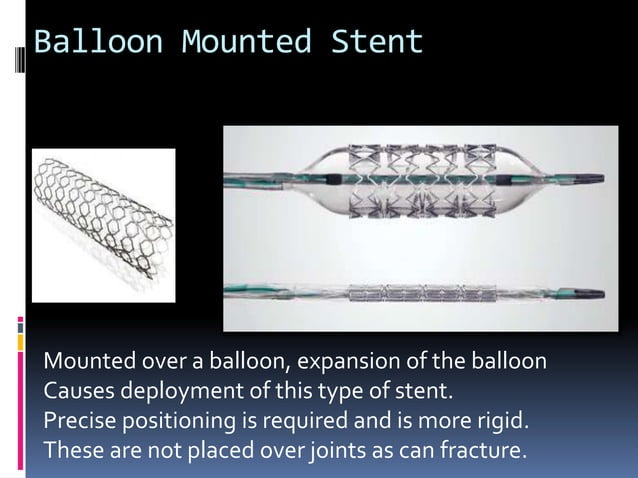 Balloon Mounted Stent
Mounted over a balloon, expansion of the balloon
Causes deployment of this type of stent.
Precise positioning is required and is more rigid.
These are not placed over joints as can fracture.